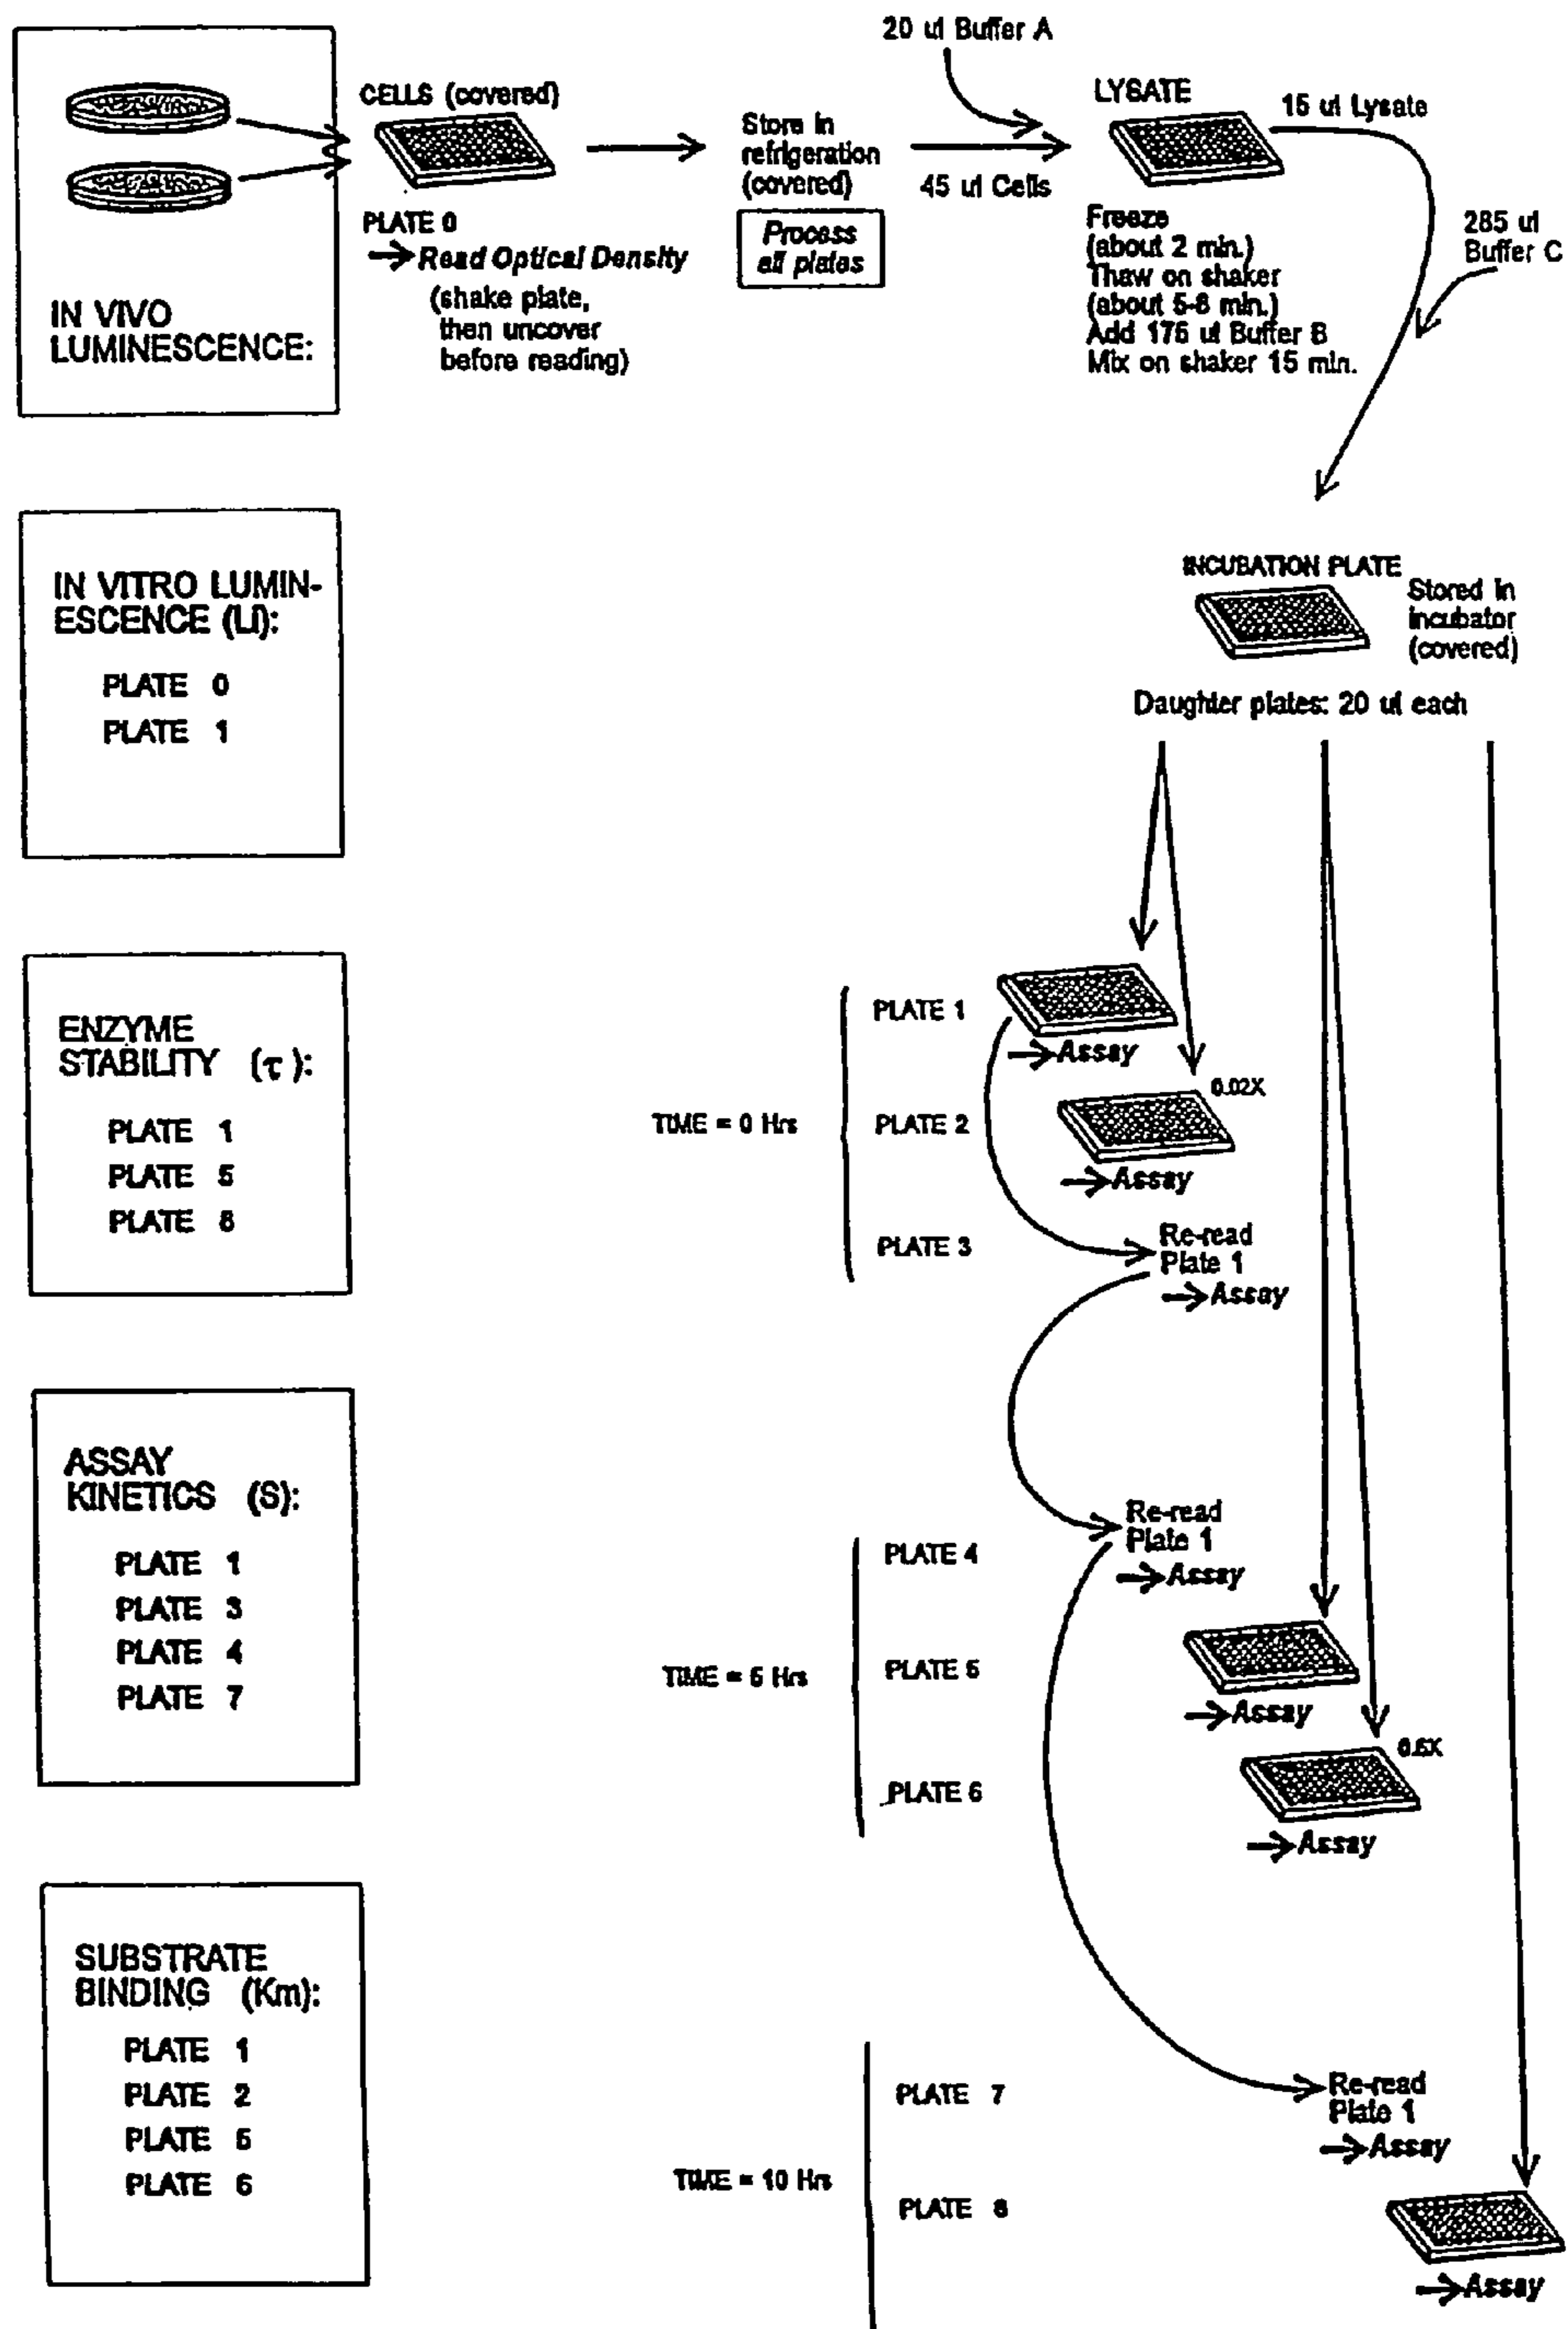 20 ul Buffer A
CELLS (covered)
PLATE 0
→ Read Optical Density
(shake plate,
then uncover
before reading)
Store in
refrigeration
(covered)
Process
all plates
45 ul Cells
LYSATE
15 ul Lysate
Freeze
(about 2 min.)
Thaw on shaker
(about 5-8 min.)
Add 175 ul Buffer B
Mix on shaker 15 min.
285 ul
Buffer C
IN VIVO
LUMINESCENCE:
INCUBATION PLATE
Stored in
incubator
(covered)
Daughter plates: 20 ul each
IN VITRO LUMIN-
ESCENCE (LI):
PLATE 0
PLATE 1
ENZYME
STABILITY (τ):
PLATE 1
PLATE 5
PLATE 8
TIME = 0 Hrs
PLATE 1
→ Assay
PLATE 2
0.02X
→ Assay
PLATE 3
Re-read
Plate 1
→ Assay
ASSAY
KINETICS (S):
PLATE 1
PLATE 3
PLATE 4
PLATE 7
TIME = 5 Hrs
PLATE 4
Re-read
Plate 1
→ Assay
PLATE 5
→ Assay
PLATE 6
→ Assay
SUBSTRATE
BINDING (Km):
PLATE 1
PLATE 2
PLATE 5
PLATE 6
TIME = 10 Hrs
PLATE 7
Re-read
Plate 1
→ Assay
PLATE 8
→ Assay